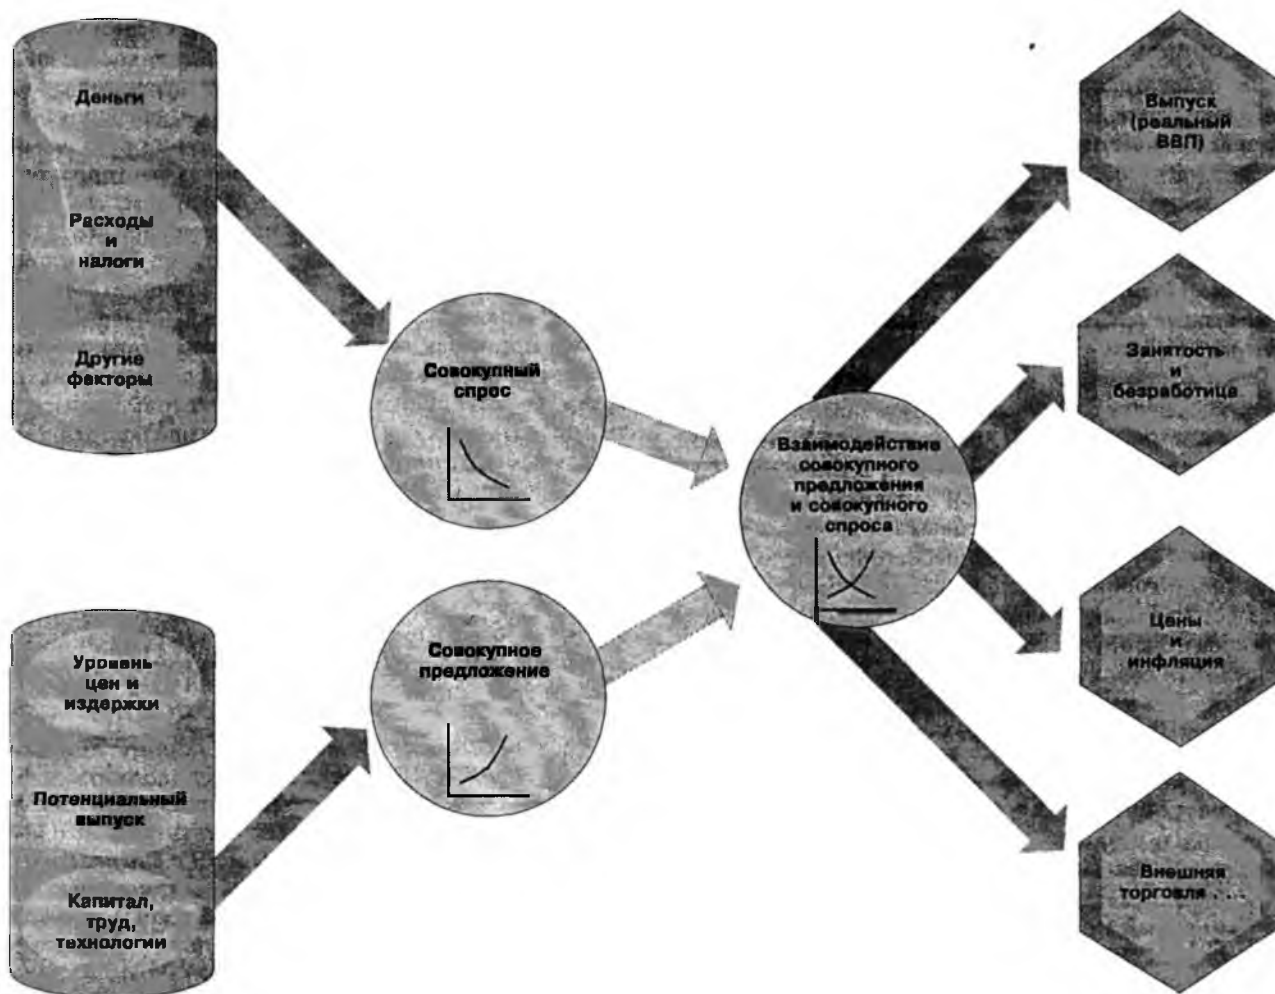 Деньги
Расходы
и
налоги
Другие
факторы
Уровень
цен и
издержки
Потенциальный
выпуск
Капитал,
труд,
технологии
Совокупный
спрос
Совокупное
предложение
Взаимодействие
совокупного
предложения
и совокупного
спроса
Выпуск
(реальный
ВВП)
Занятость
и
безработица
Цены
и
инфляция
Внешняя
торговля . . .